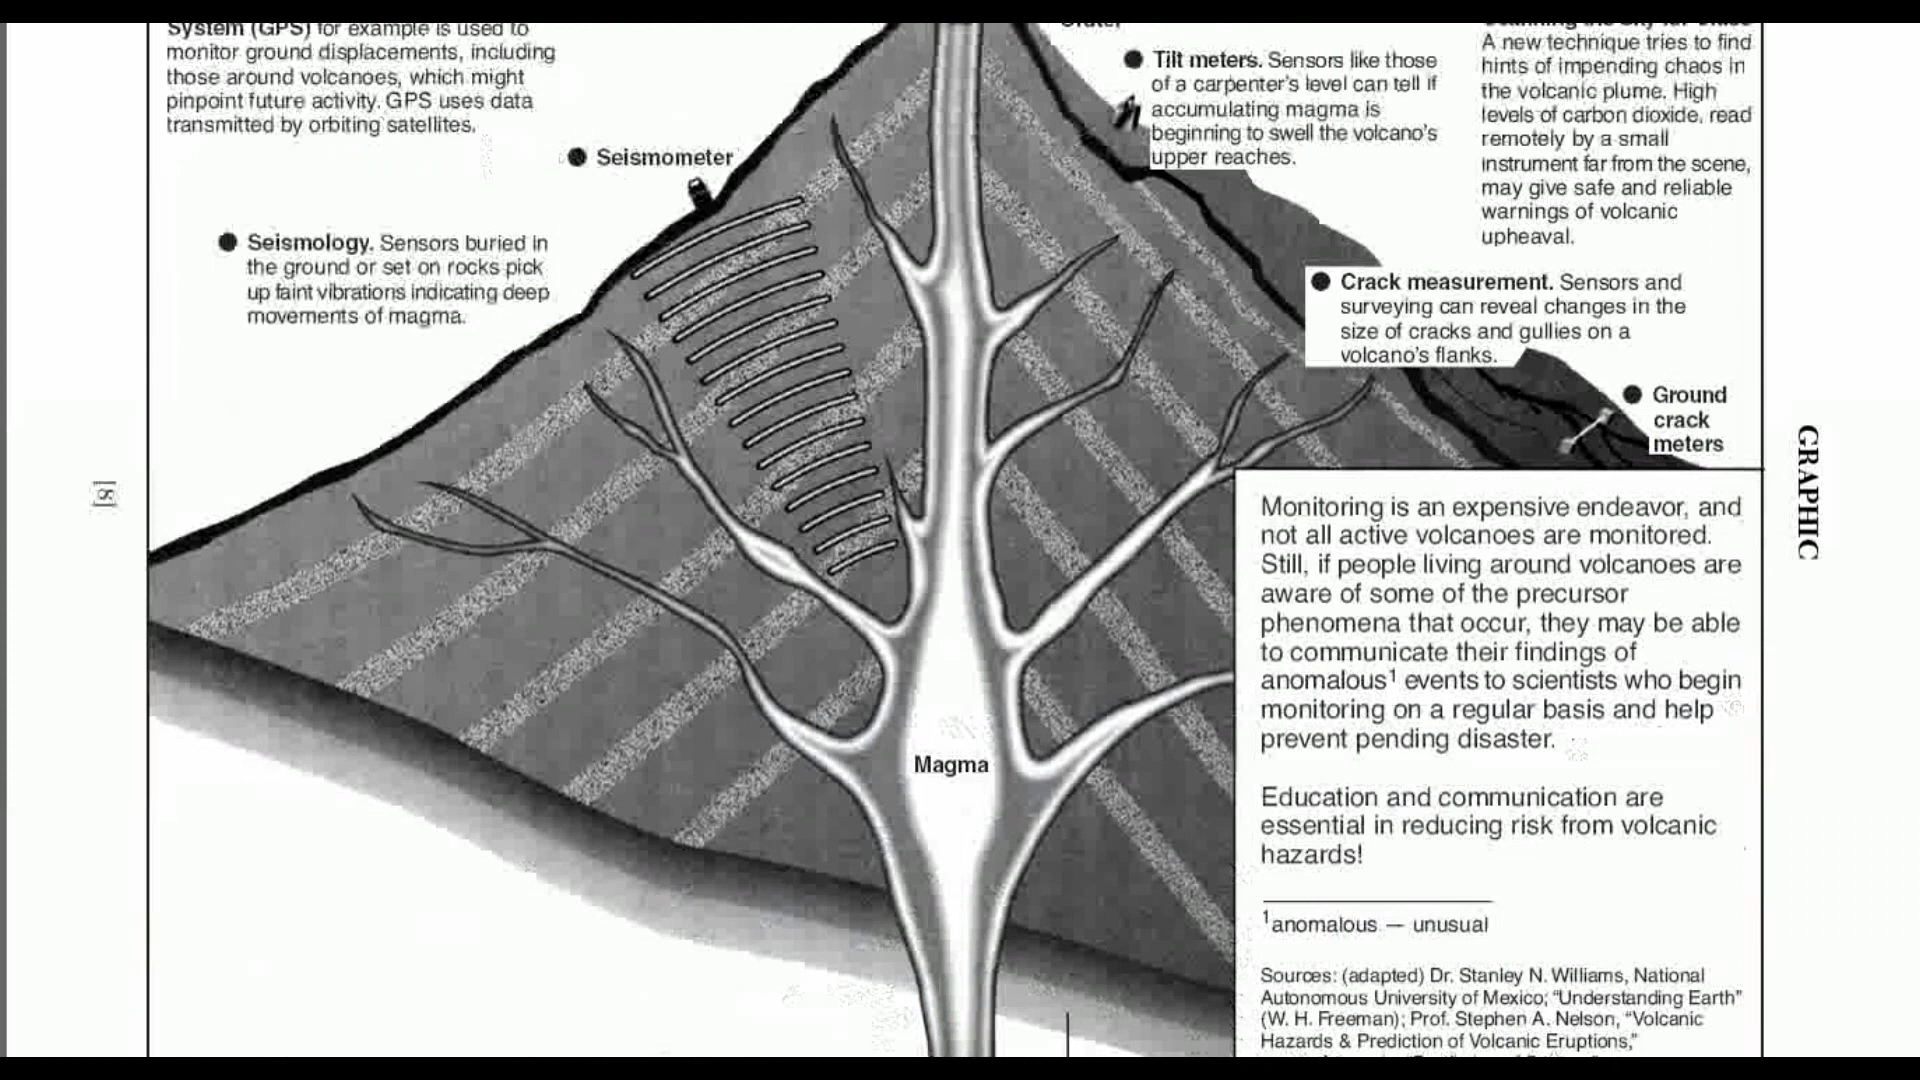 System (GPS) for example is used to
monitor ground displacements, including
those around volcanoes, which might
pinpoint future activity. GPS uses data
transmitted by orbiting satellites.
Seismometer
Seismology. Sensors buried in
the ground or set on rocks pick
up faint vibrations indicating deep
movements of magma.
Crater
Tilt meters. Sensors like those
of a carpenter's level can tell if
accumulating magma is
beginning to swell the volcano's
upper reaches.
A new technique tries to find
hints of impending chaos in
the volcanic plume. High
levels of carbon dioxide, read
remotely by a small
instrument far from the scene,
may give safe and reliable
warnings of volcanic
upheaval.
Crack measurement. Sensors and
surveying can reveal changes in the
size of cracks and gullies on a
volcano's flanks.
Ground
crack
meters
Magma
Monitoring is an expensive endeavor, and
not all active volcanoes are monitored.
Still, if people living around volcanoes are
aware of some of the precursor
phenomena that occur, they may be able
to communicate their findings of
anomalous¹ events to scientists who begin
monitoring on a regular basis and help
prevent pending disaster.
Education and communication are
essential in reducing risk from volcanic
hazards!
¹anomalous — unusual
Sources: (adapted) Dr. Stanley N. Williams, National
Autonomous University of Mexico; "Understanding Earth"
(W. H. Freeman); Prof. Stephen A. Nelson, "Volcanic
Hazards & Prediction of Volcanic Eruptions,"
[8]
GRAPHIC